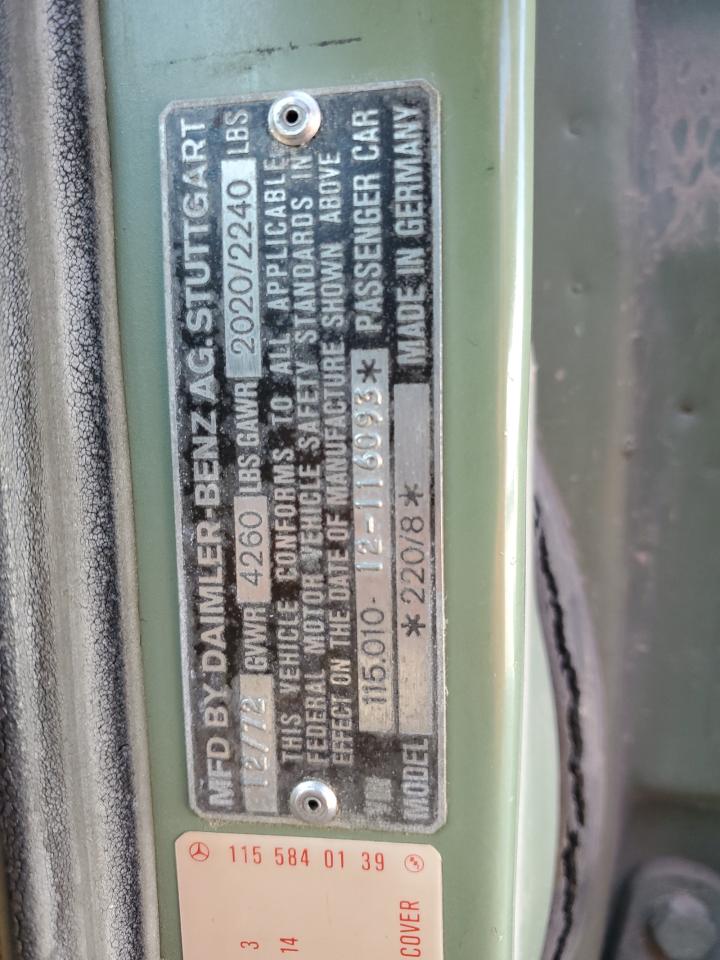 MFD BY DAIMLER-BENZ AG. STUTTGART
12/72 GVWR 4260 LBS GAWR 2020/2240 LBS
THIS VEHICLE CONFORMS TO ALL APPLICABLE
FEDERAL MOTOR VEHICLE SAFETY STANDARDS IN
EFFECT ON THE DATE OF MANUFACTURE SHOWN ABOVE
115.010- 12-116093* PASSENGER CAR
MODEL *220/8* MADE IN GERMANY
115 584 01 39
3
14
COVER